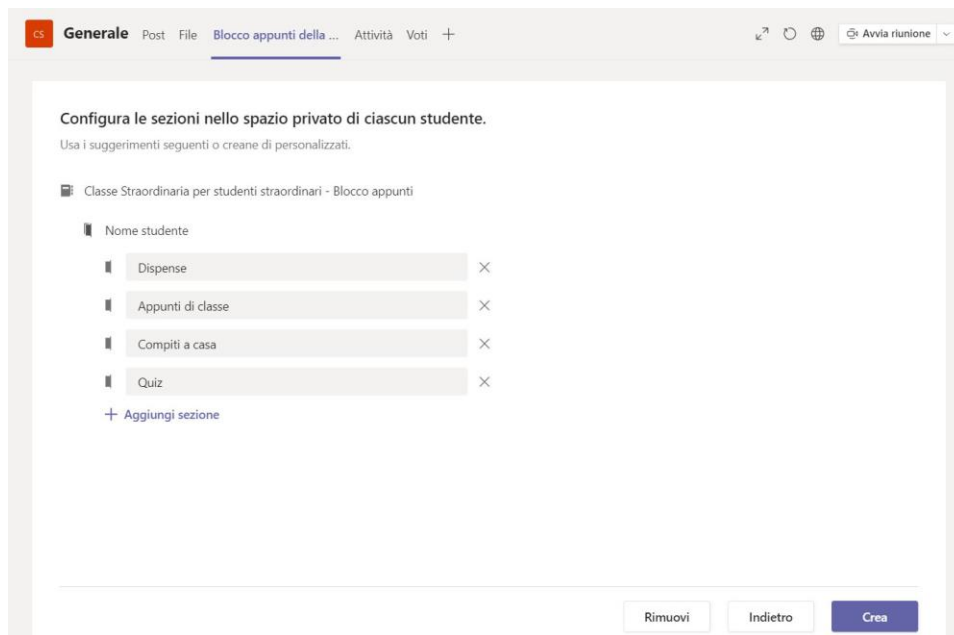 CS Generale Post File Blocco appunti della ... Attività Voti Avvia riunione
Configura le sezioni nello spazio privato di ciascun studente.
Usa i suggerimenti seguenti o creane di personalizzati.
Classe Straordinaria per studenti straordinari - Blocco appunti
Nome studente
Dispense
Appunti di classe
Compiti a casa
Quiz
+ Aggiungi sezione
Rimuovi Indietro Crea